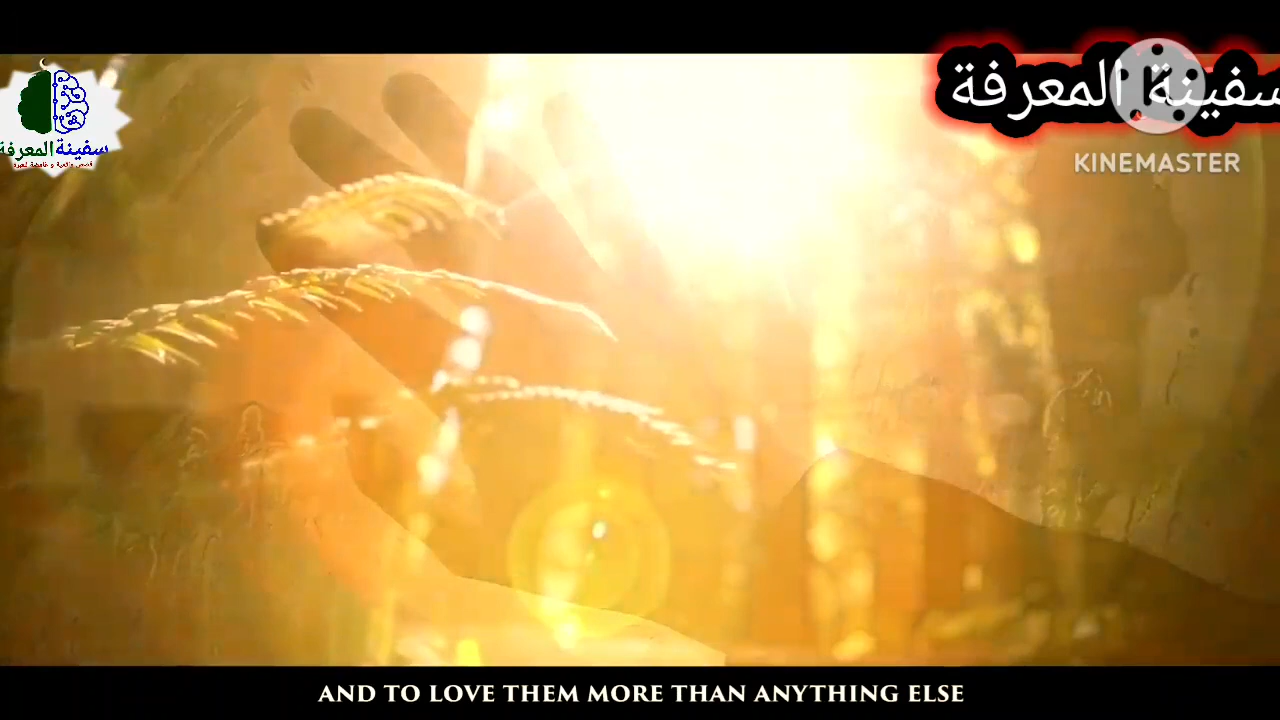 سفينة المعرفة
KINEMASTER
سفينة المعرفة
AND TO LOVE THEM MORE THAN ANYTHING ELSE